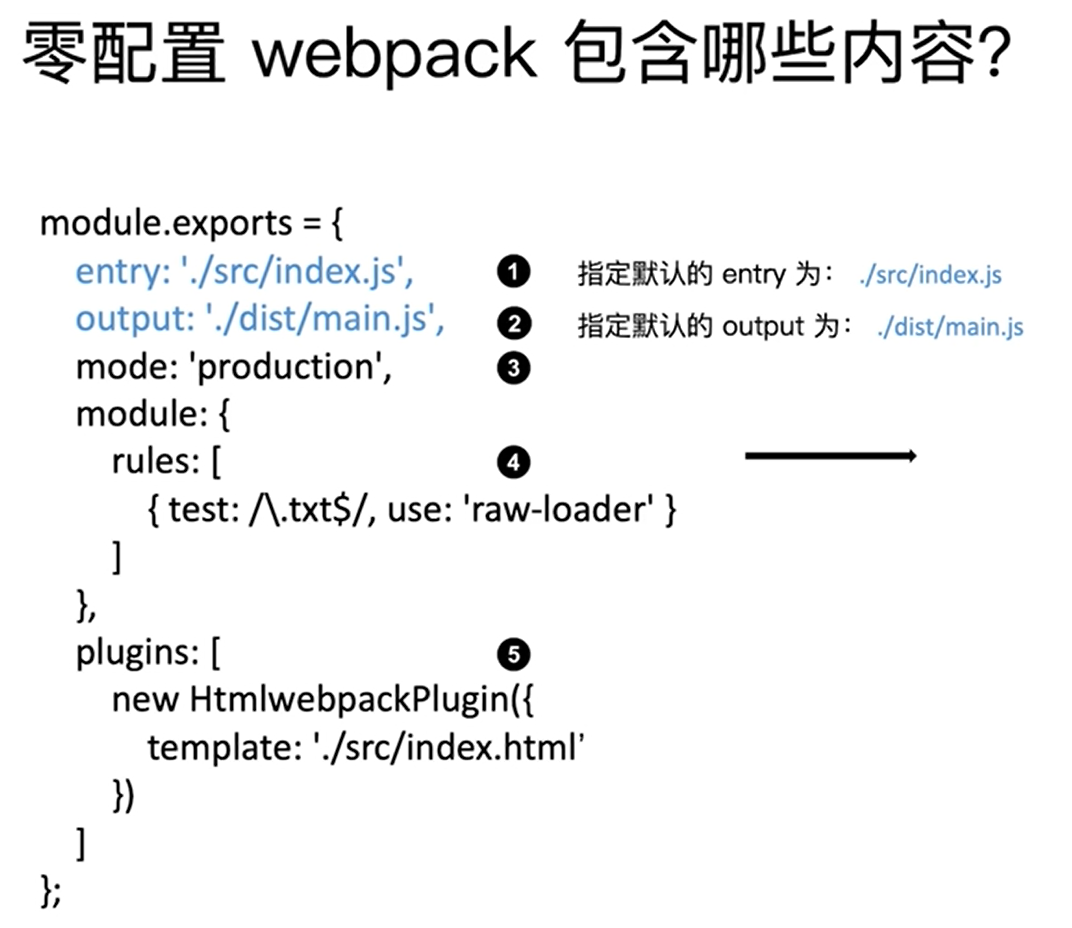 零配置 webpack 包含哪些内容?
module.exports = {
entry: './src/index.js', ❶ 指定默认的 entry 为： ./src/index.js
output: './dist/main.js', ❷ 指定默认的 output 为： ./dist/main.js
mode: 'production', ❸
module: {
rules: [ ❹
{ test: /\.txt$/, use: 'raw-loader' }
]
},
plugins: [ ❺
new HtmlwebpackPlugin({
template: './src/index.html’
})
]
};